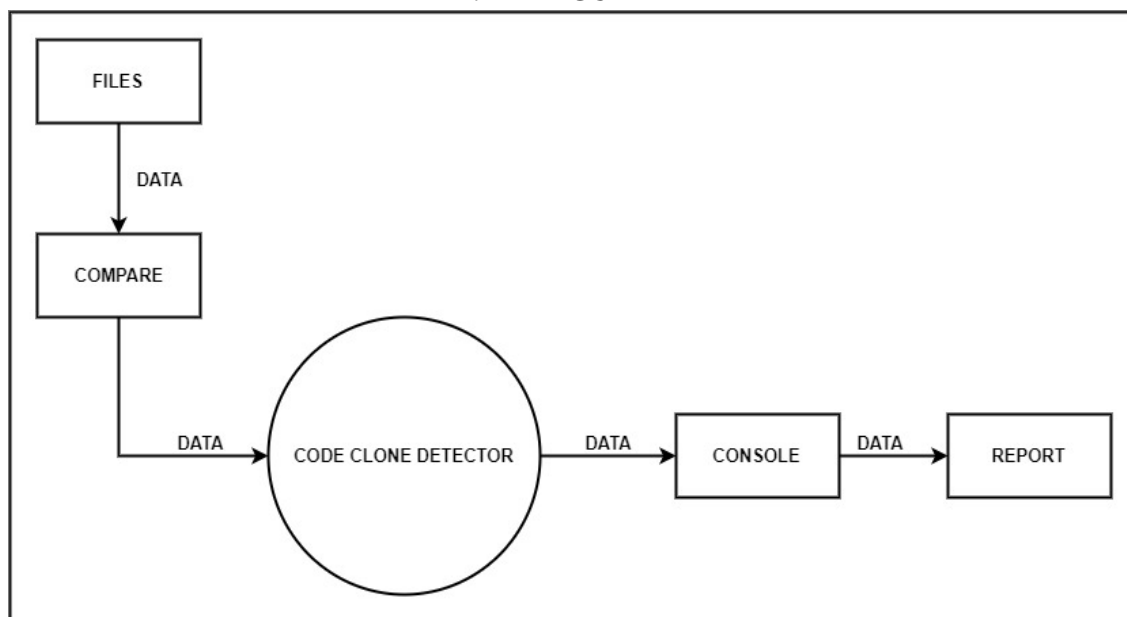 FILES
DATA
COMPARE
DATA
CODE CLONE DETECTOR
DATA
CONSOLE
DATA
REPORT